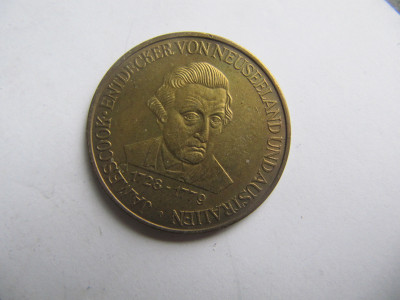 JAMES COOK · ENTDECKER VON NEUSEELAND UND AUSTRALIEN
1728-1779